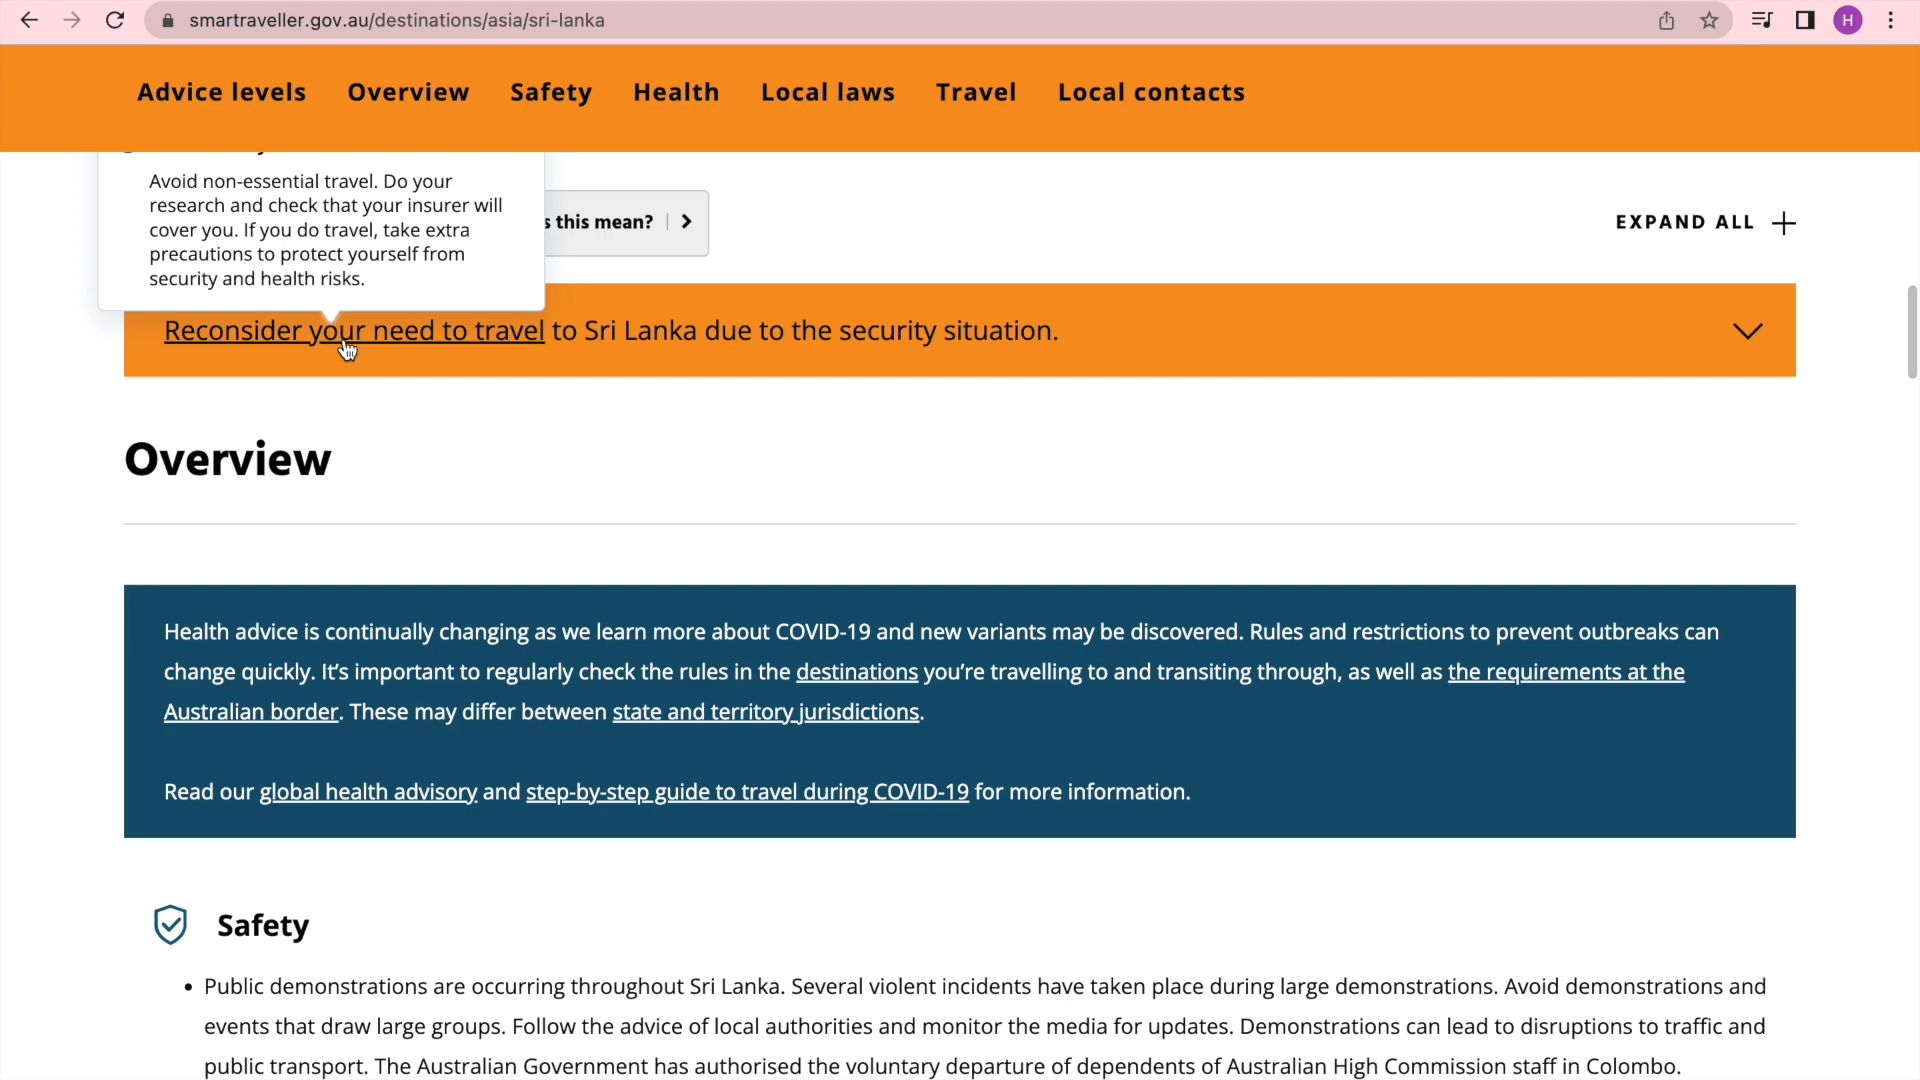 smartraveller.gov.au/destinations/asia/sri-lanka
H
Advice levels Overview Safety Health Local laws Travel Local contacts
Avoid non-essential travel. Do your
research and check that your insurer will
cover you. If you do travel, take extra
precautions to protect yourself from
security and health risks.
this mean?
EXPAND ALL
Reconsider your need to travel to Sri Lanka due to the security situation.
Overview
Health advice is continually changing as we learn more about COVID-19 and new variants may be discovered. Rules and restrictions to prevent outbreaks can
change quickly. It’s important to regularly check the rules in the destinations you’re travelling to and transiting through, as well as the requirements at the
Australian border. These may differ between state and territory jurisdictions.
Read our global health advisory and step-by-step guide to travel during COVID-19 for more information.
Safety
• Public demonstrations are occurring throughout Sri Lanka. Several violent incidents have taken place during large demonstrations. Avoid demonstrations and
events that draw large groups. Follow the advice of local authorities and monitor the media for updates. Demonstrations can lead to disruptions to traffic and
public transport. The Australian Government has authorised the voluntary departure of dependents of Australian High Commission staff in Colombo.